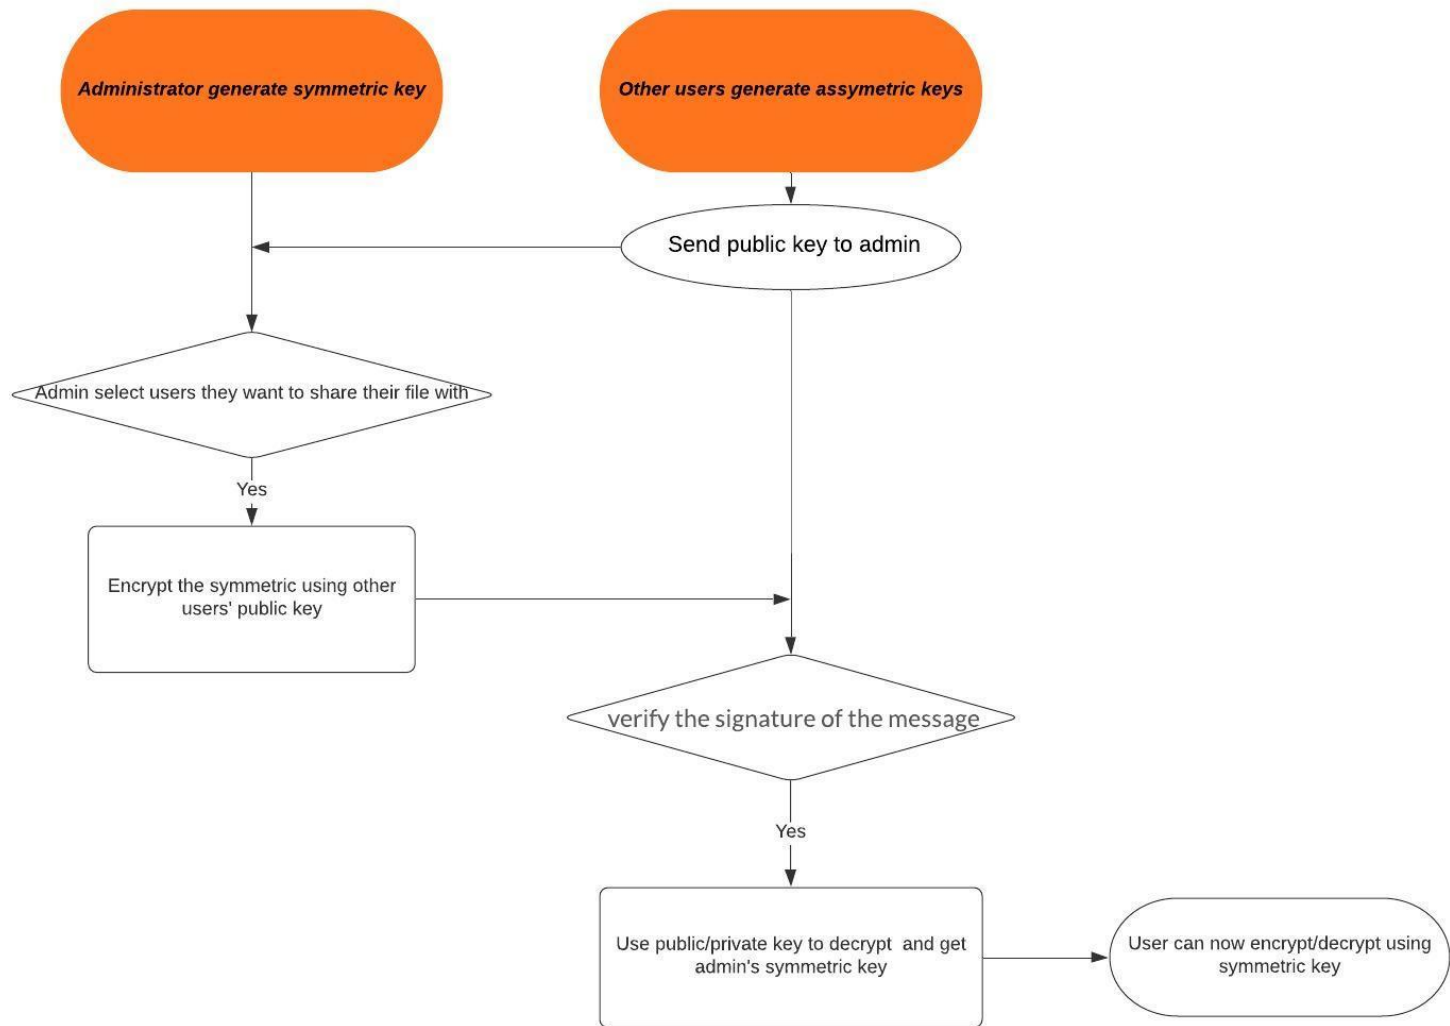 Administrator generate symmetric key
Other users generate assymetric keys
Send public key to admin
Admin select users they want to share their file with
Yes
Encrypt the symmetric using other
users' public key
verify the signature of the message
Yes
Use public/private key to decrypt and get
admin's symmetric key
User can now encrypt/decrypt using
symmetric key